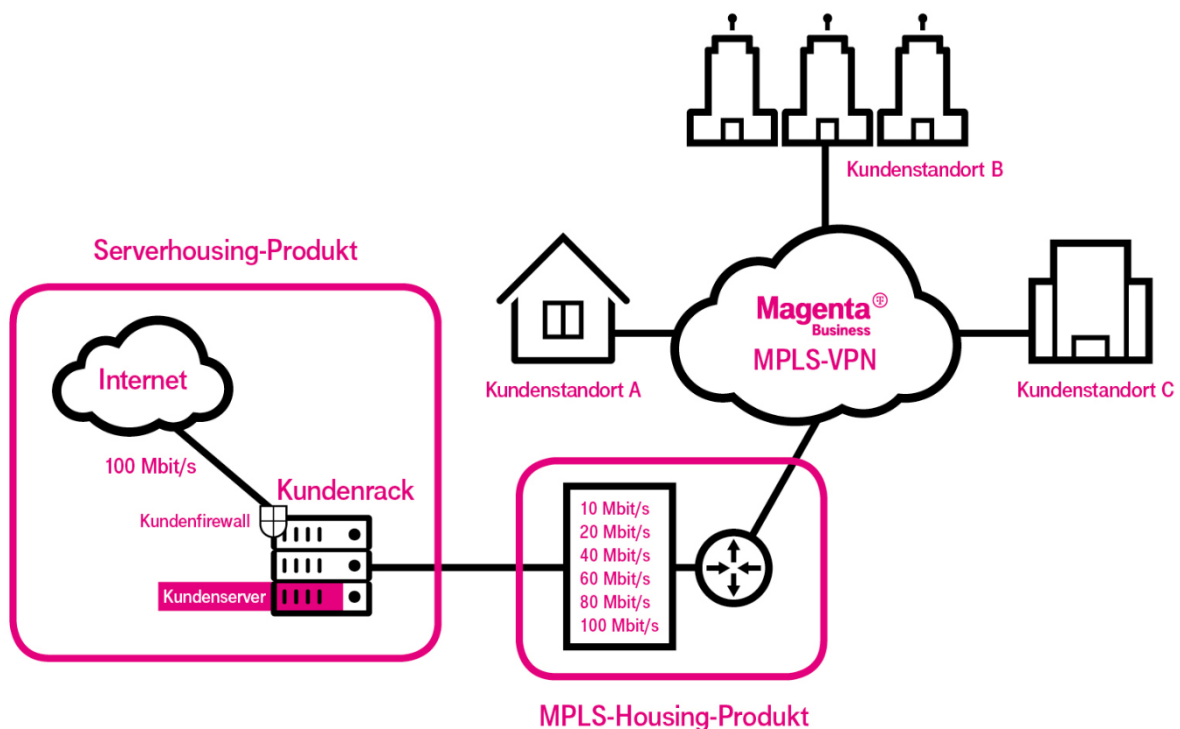 Kundenstandort B
Serverhousing-Produkt
Magenta
Business
MPLS-VPN
Internet
Kundenstandort A
Kundenstandort C
100 Mbit/s
Kundenrack
Kundenfirewall
Kundenserver
10 Mbit/s
20 Mbit/s
40 Mbit/s
60 Mbit/s
80 Mbit/s
100 Mbit/s
MPLS-Housing-Produkt